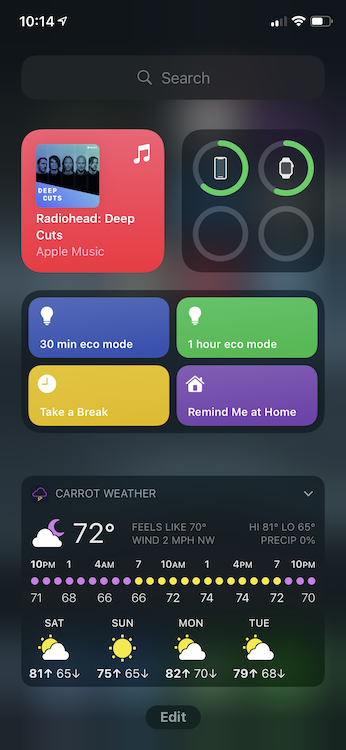 10:14
Search
DEEP
CUTS
Radiohead: Deep
Cuts
Apple Music
30 min eco mode
1 hour eco mode
Take a Break
Remind Me at Home
CARROT WEATHER
72°
FEELS LIKE 70°
WIND 2 MPH NW
HI 81° LO 65°
PRECIP 0%
10PM 1 4AM 7 10AM 1 4PM 7 10PM
71 68 66 66 72 74 74 72 70
SAT SUN MON TUE
81↑ 65↓ 75↑ 65↓ 82↑ 70↓ 79↑ 68↓
Edit